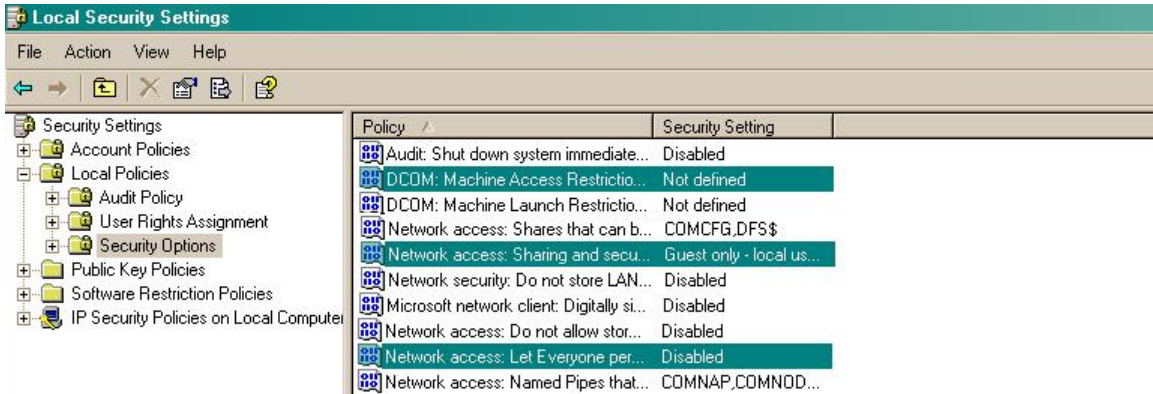 Local Security Settings
File Action View Help
Security Settings
Account Policies
Local Policies
Audit Policy
User Rights Assignment
Security Options
Public Key Policies
Software Restriction Policies
IP Security Policies on Local Computer
Policy Security Setting
Audit: Shut down system immediate... Disabled
DCOM: Machine Access Restrictio... Not defined
DCOM: Machine Launch Restrictio... Not defined
Network access: Shares that can b... COMCFG,DFS$
Network access: Sharing and secu... Guest only - local us...
Network security: Do not store LAN... Disabled
Microsoft network client: Digitally si... Disabled
Network access: Do not allow stor... Disabled
Network access: Let Everyone per... Disabled
Network access: Named Pipes that... COMNAP,COMNOD...